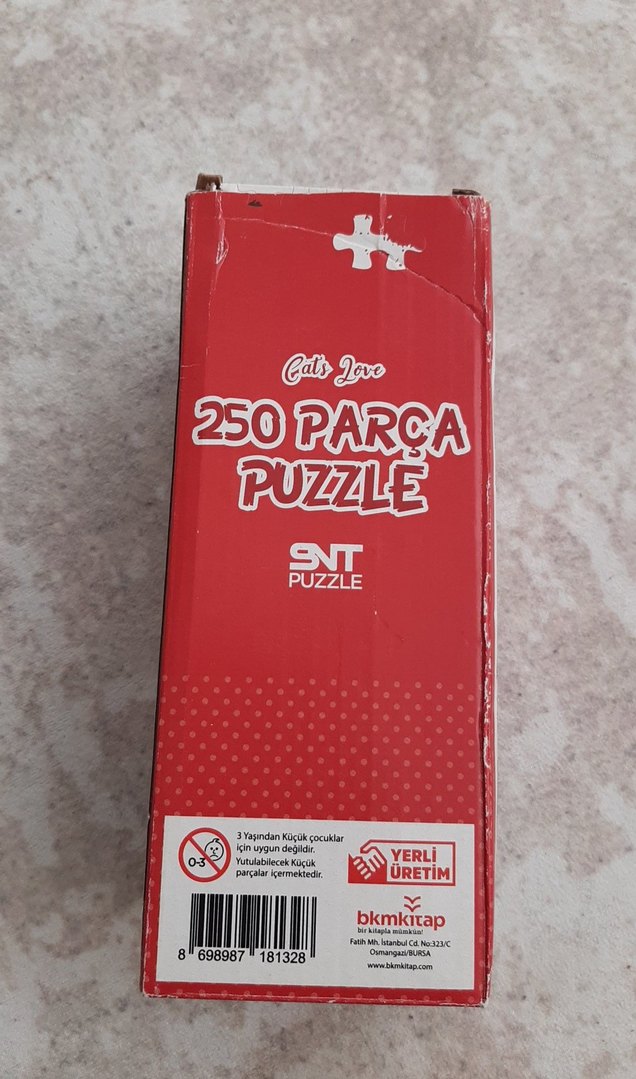 Cat's Love
250 PARÇA
PUZZLE
SNT
PUZZLE
0-3
3 Yaşından Küçük çocuklar
için uygun değildir.
Yutulabilecek Küçük
parçalar içermektedir.
YERLİ
ÜRETİM
8 698987 181328
bkmkitap
bir kitapla mümkün!
Fatih Mh. İstanbul Cd. No:323/C
Osmangazi/BURSA
www.bkmkitap.com